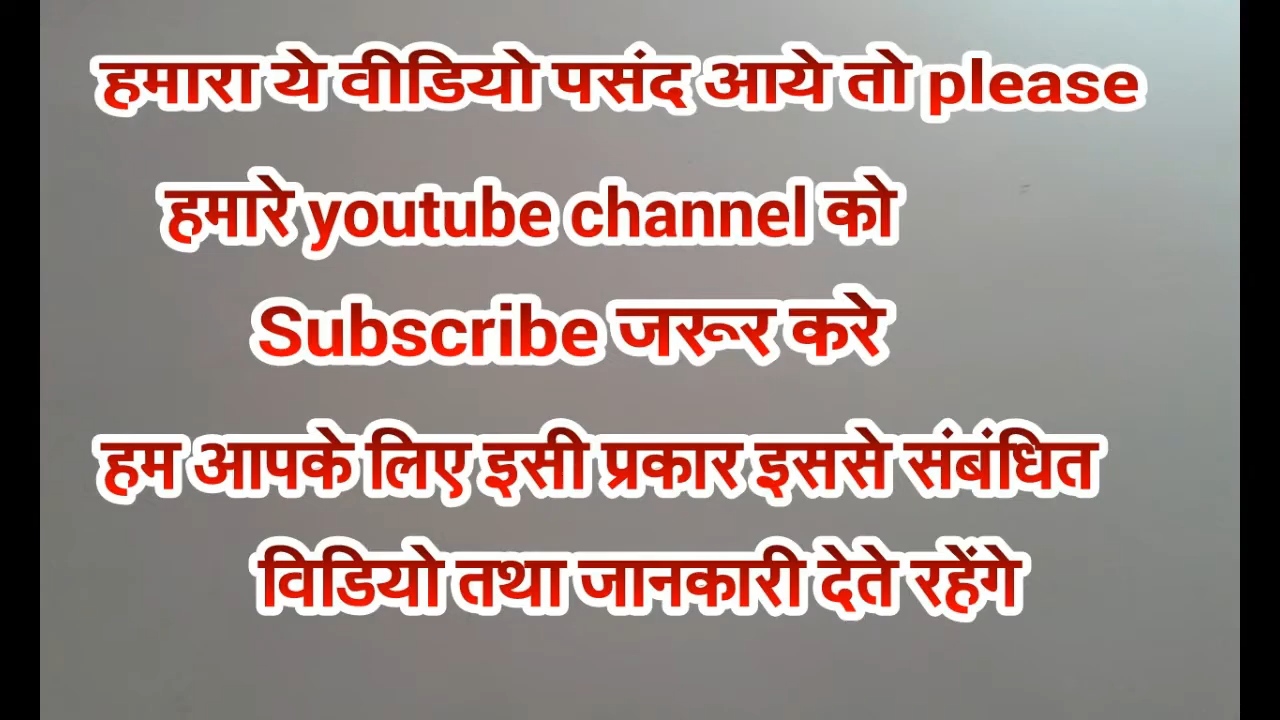 हमारा ये वीडियो पसंद आये तो please
हमारे youtube channel को
Subscribe जरूर करे
हम आपके लिए इसी प्रकार इससे संबंधित
विडियो तथा जानकारी देते रहेंगे